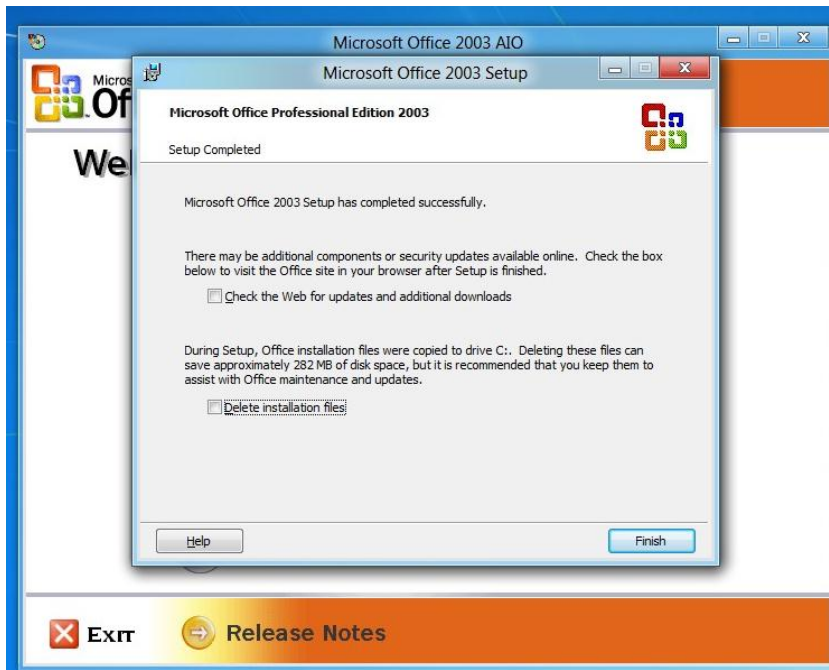 Microsoft Office 2003 AIO
Microsoft Office 2003 Setup
Micros
Of
Microsoft Office Professional Edition 2003
Setup Completed
Wel
Microsoft Office 2003 Setup has completed successfully.
There may be additional components or security updates available online. Check the box
below to visit the Office site in your browser after Setup is finished.
Check the Web for updates and additional downloads
During Setup, Office installation files were copied to drive C:. Deleting these files can
save approximately 282 MB of disk space, but it is recommended that you keep them to
assist with Office maintenance and updates.
Delete installation files
Help
Finish
Exit
Release Notes